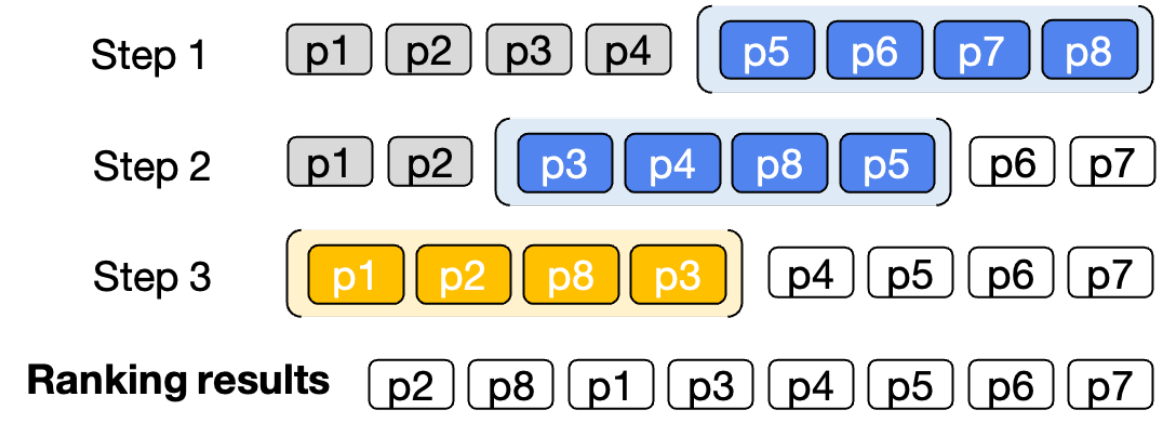 Step 1 p1 p2 p3 p4 p5 p6 p7 p8
Step 2 p1 p2 p3 p4 p8 p5 p6 p7
Step 3 p1 p2 p8 p3 p4 p5 p6 p7
Ranking results p2 p8 p1 p3 p4 p5 p6 p7